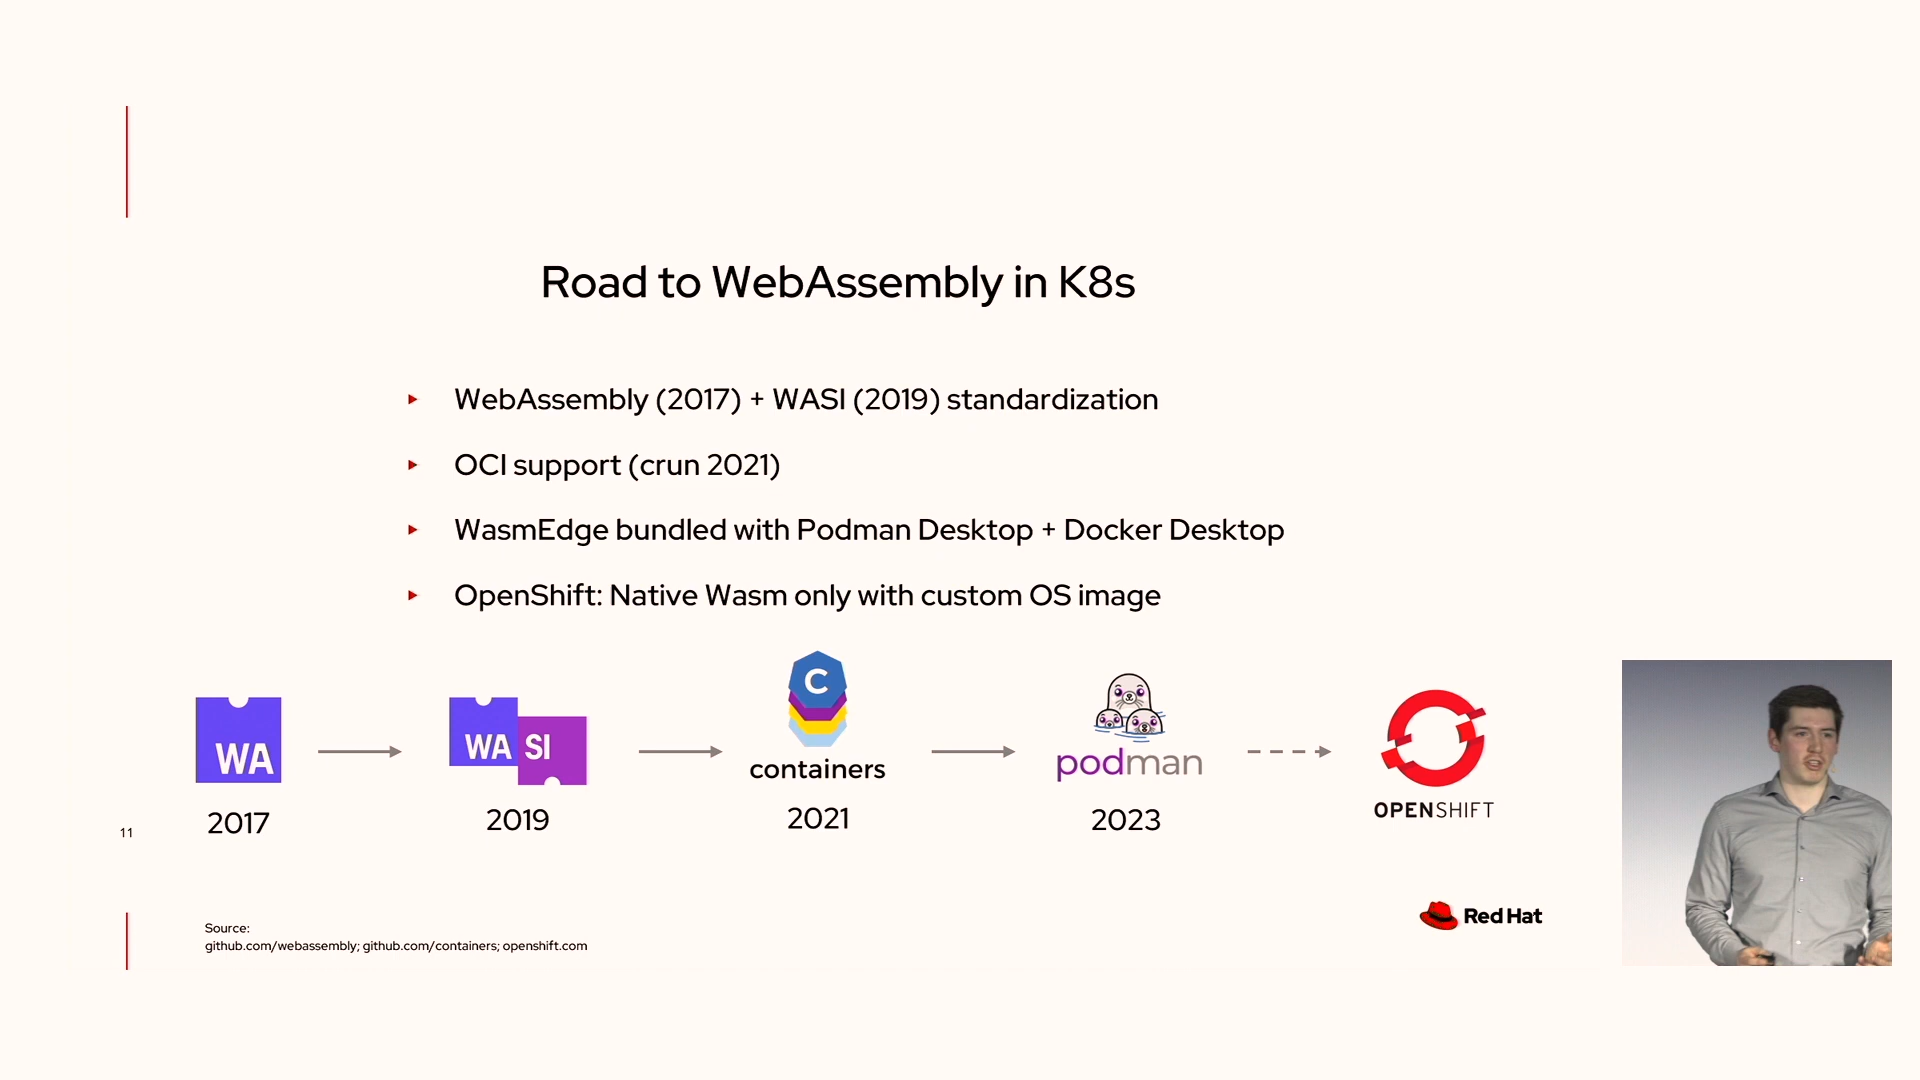 Road to WebAssembly in K8s
WebAssembly (2017) + WASI (2019) standardization
OCI support (crun 2021)
WasmEdge bundled with Podman Desktop + Docker Desktop
OpenShift: Native Wasm only with custom OS image
WA
WA SI
C
containers
podman
OPENSHIFT
2017
2019
2021
2023
11
Red Hat
Source:
github.com/webassembly; github.com/containers; openshift.com